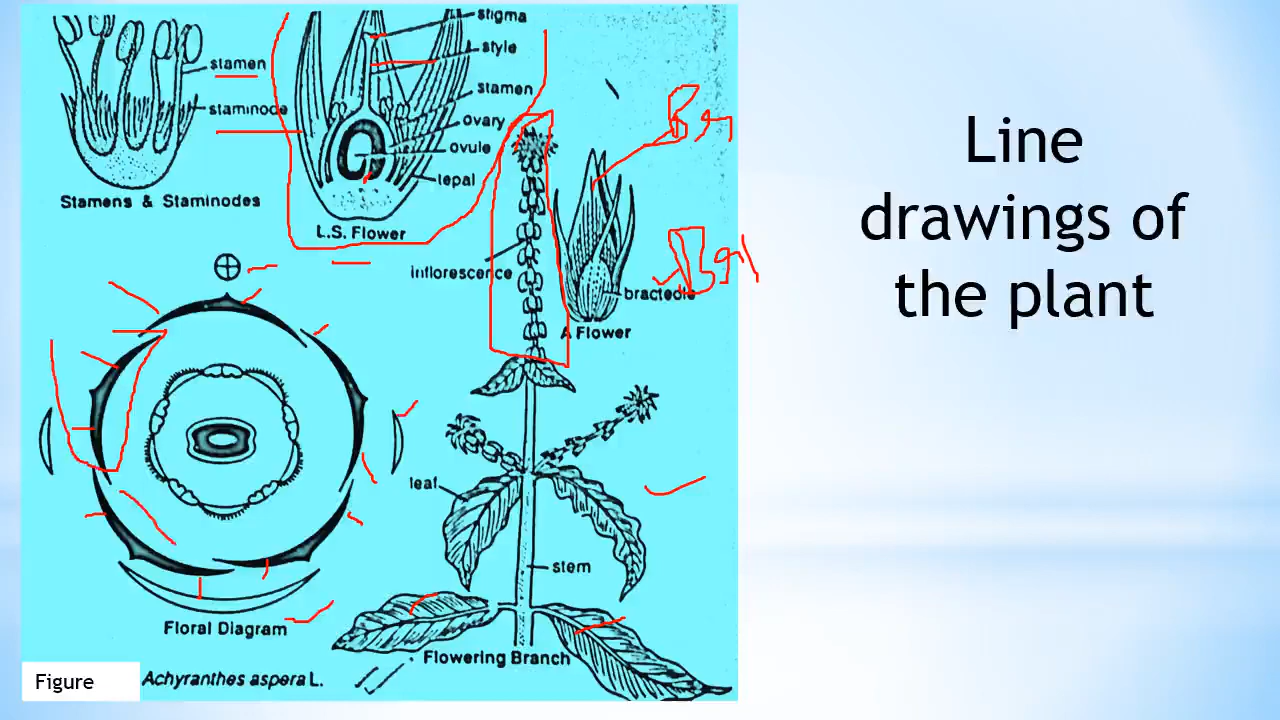 stigma
style
stamen
stamen
staminode
ovary
ovule
tepal
Stamens & Staminodes
L.S. Flower
inflorescence
bracteole
A Flower
leaf
stem
Floral Diagram
Flowering Branch
Figure
Achyranthes aspera L.
Line
drawings of
the plant